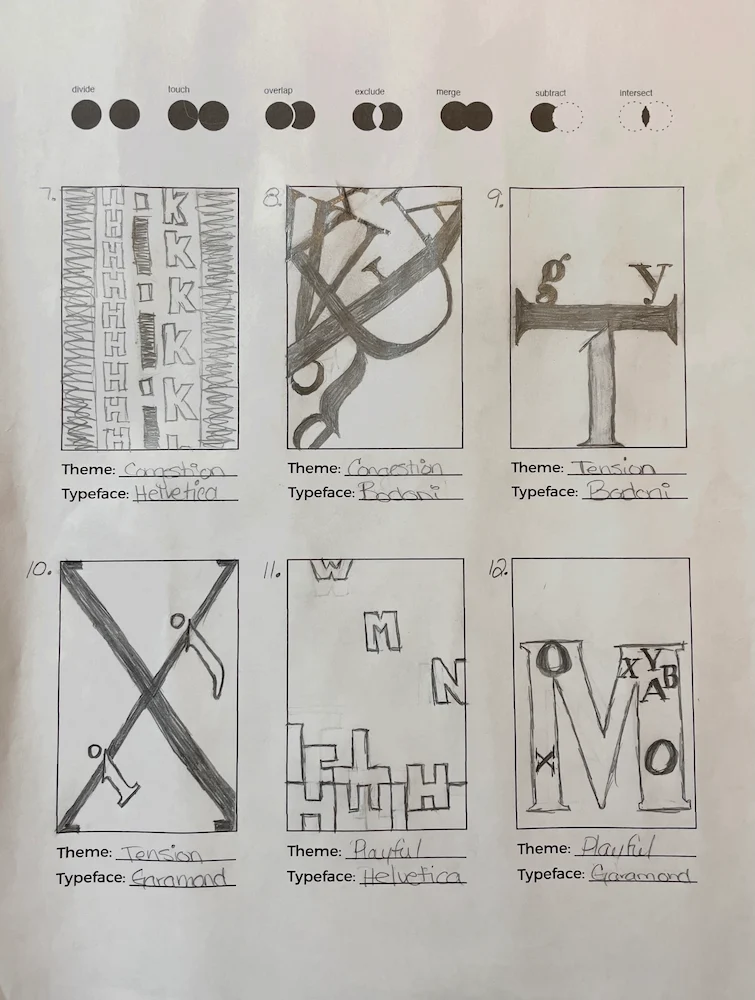 divide touch overlap exclude merge subtract intersect
7. 8. 9.
H H H H H H H H H
K K K K K
g y
T
Theme: Congestion Theme: Congestion Theme: Tension
Typeface: Helvetica Typeface: Bodoni Typeface: Bodoni
10. 11. 12.
W
M
N
X
i
j
L
H
M
O X Y B A
X O
Theme: Tension Theme: Playful Theme: Playful
Typeface: Garamond Typeface: Helvetica Typeface: Garamond